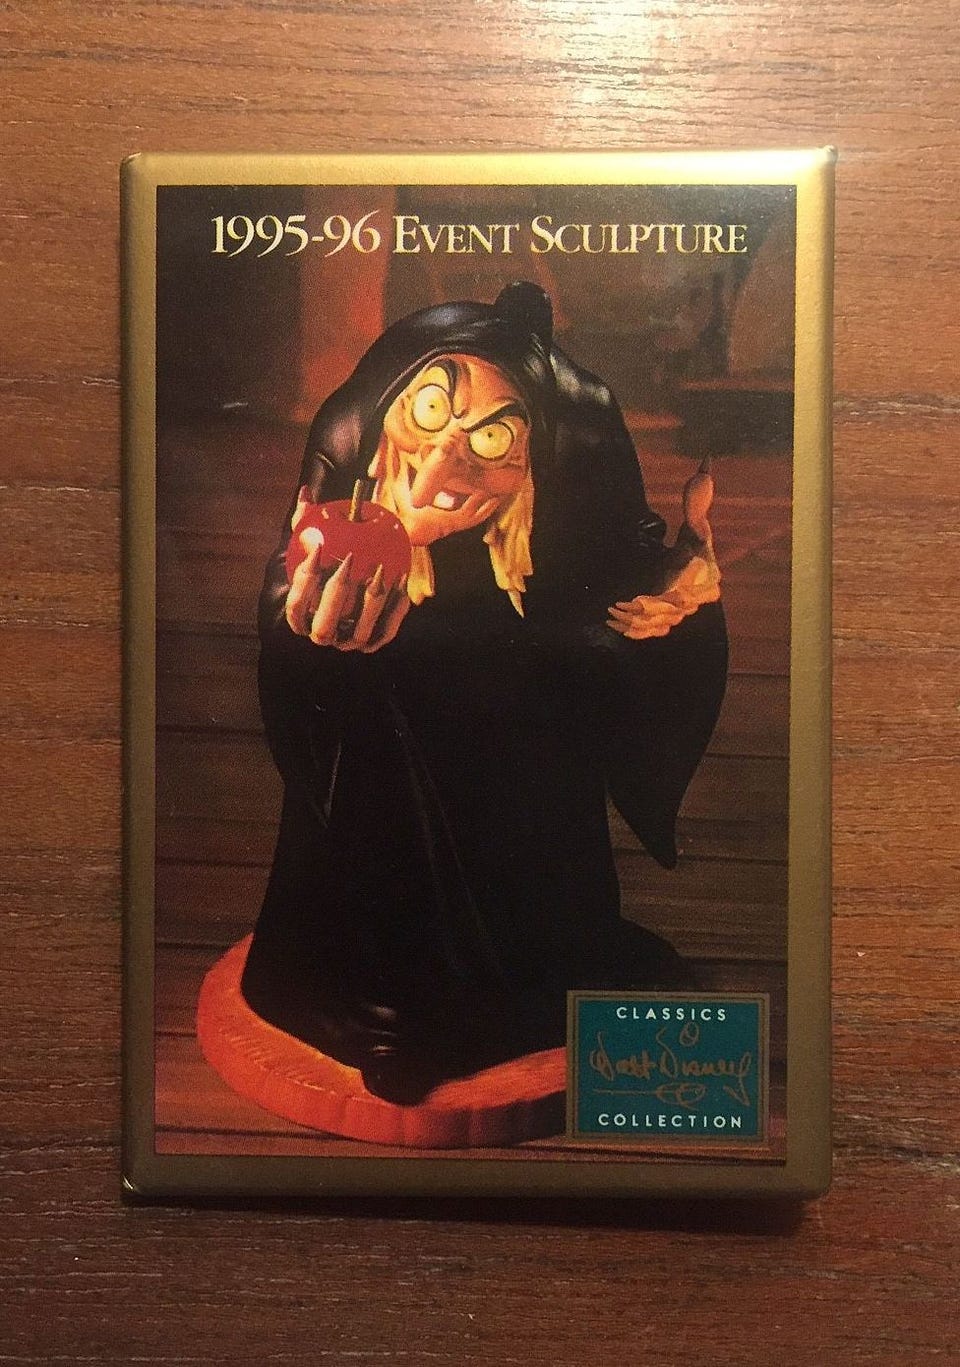 1995-96 EVENT SCULPTURE
CLASSICS
Walt Disney
COLLECTION